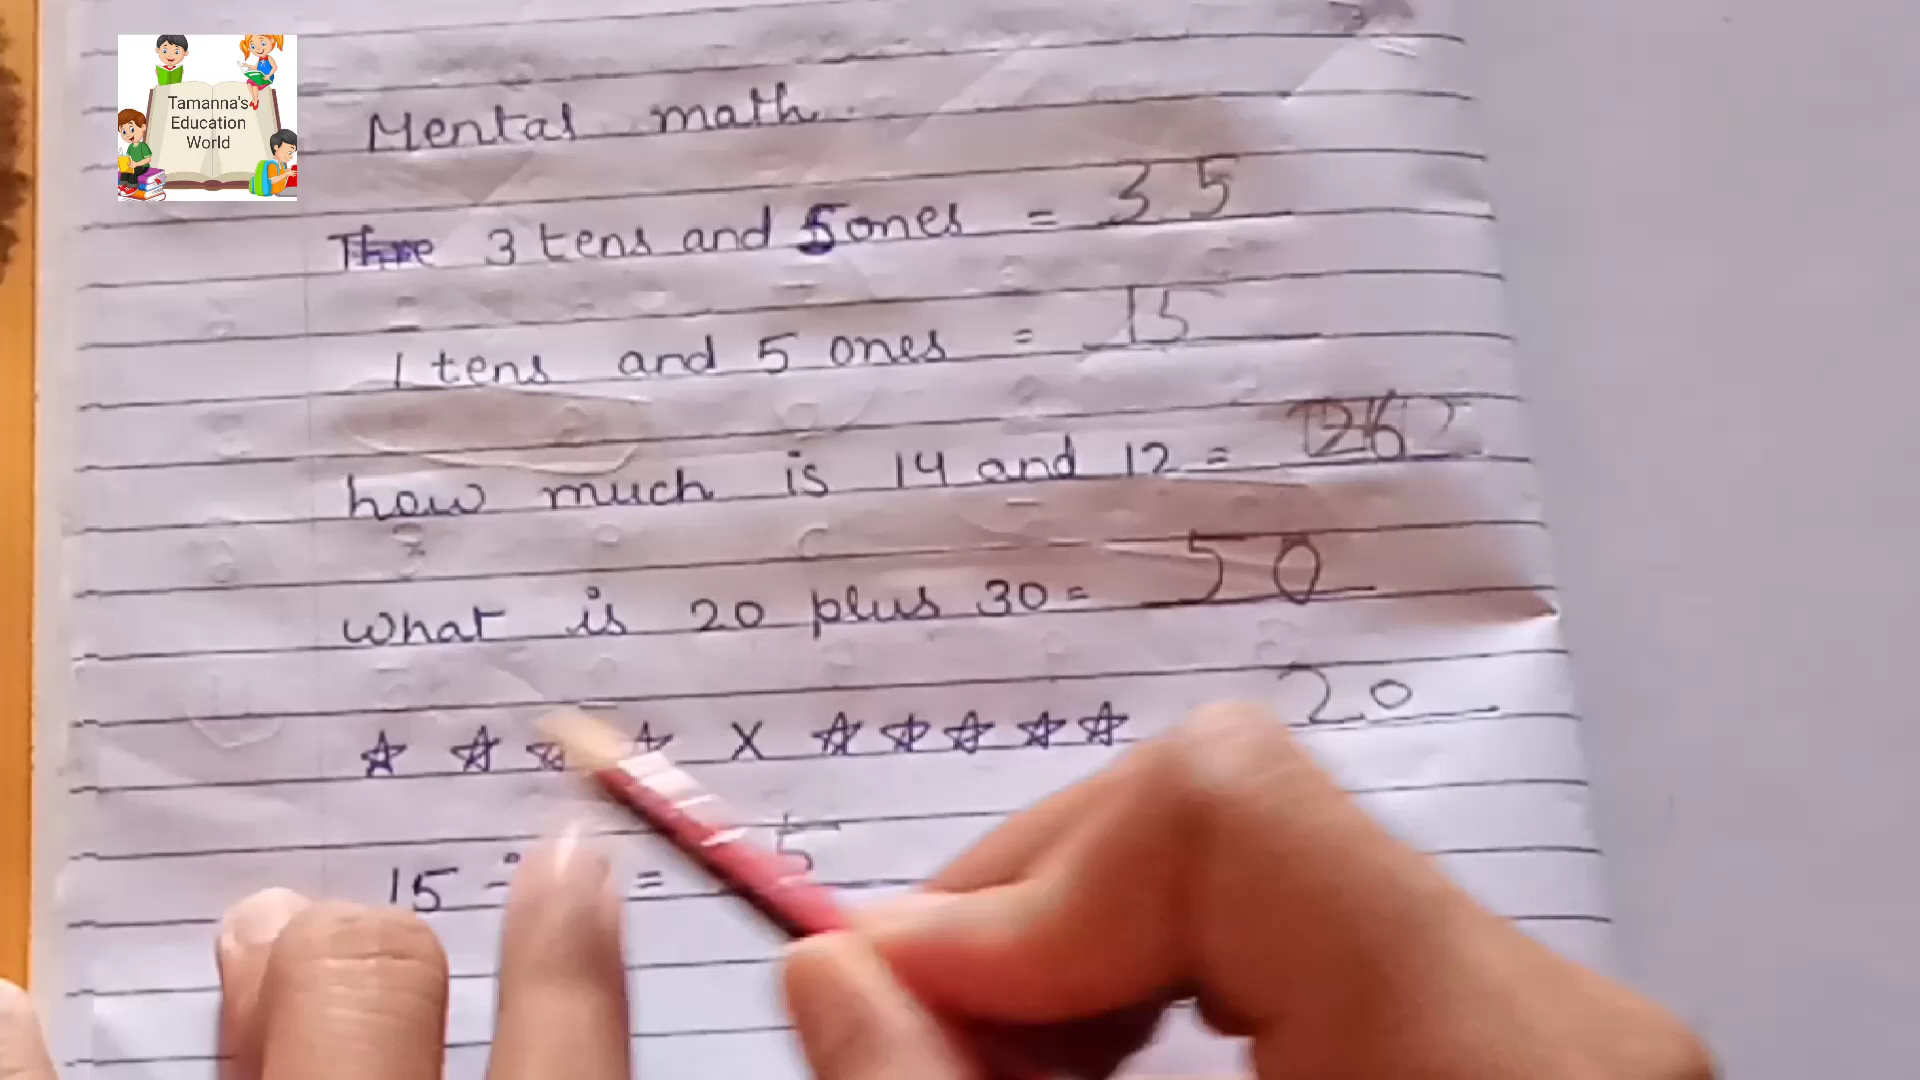 Tamanna's
Education
World
Mental math
3 tens and 5 ones = 35
1 tens and 5 ones = 15
how much is 14 and 12 = 26
what is 20 plus 30 = 50
☆ ☆ ☆ ☆ X ☆ ☆ ☆ ☆ ☆ 20
15 ÷ = 5